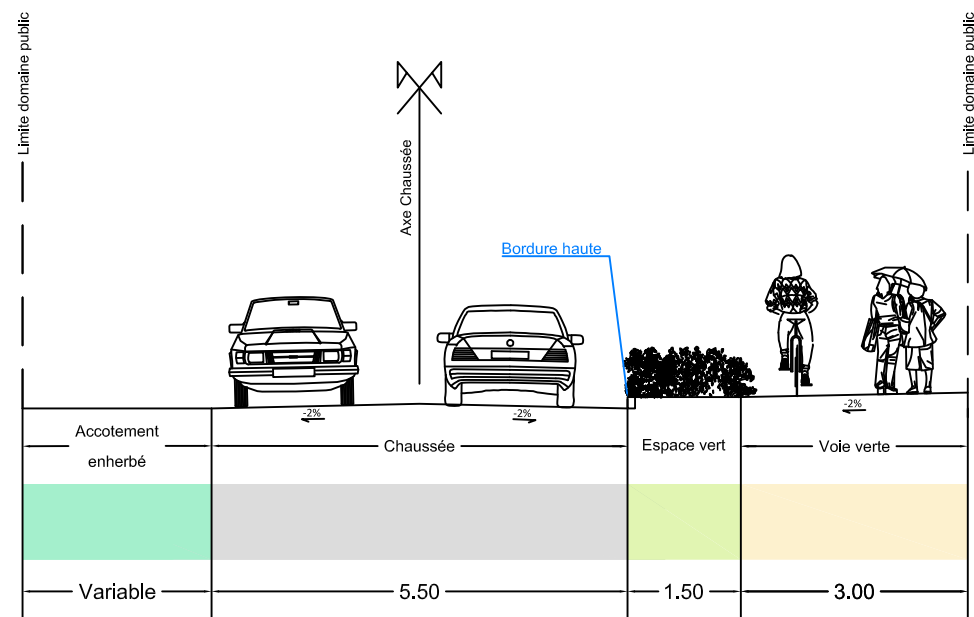 Limite domaine public
Limite domaine public
Axe Chaussée
Bordure haute
-2%
-2%
-2%
Accotement
enherbé
Chaussée
Espace vert
Voie verte
Variable
5.50
1.50
3.00